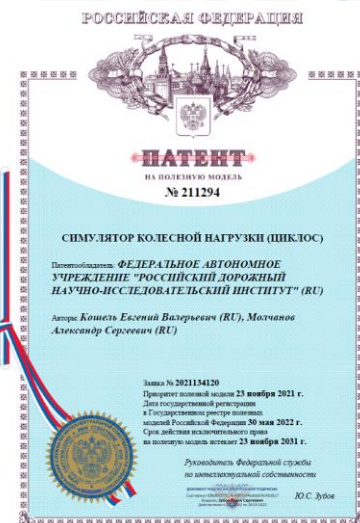 РОССИЙСКАЯ ФЕДЕРАЦИЯ
ПАТЕНТ
НА ПОЛЕЗНУЮ МОДЕЛЬ
№ 211294
СИМУЛЯТОР КОЛЕСНОЙ НАГРУЗКИ (ЦИКЛОС)
Патентообладатель: ФЕДЕРАЛЬНОЕ АВТОНОМНОЕ
УЧРЕЖДЕНИЕ "РОССИЙСКИЙ ДОРОЖНЫЙ
НАУЧНО-ИССЛЕДОВАТЕЛЬСКИЙ ИНСТИТУТ" (RU)
Авторы: Кошель Евгений Валерьевич (RU), Молчанов
Александр Сергеевич (RU)
Заявка № 2021134120
Приоритет полезной модели 23 ноября 2021 г.
Дата государственной регистрации
в Государственном реестре полезных
моделей Российской Федерации 30 мая 2022 г.
Срок действия исключительного права
на полезную модель истекает 23 ноября 2031 г.
Руководитель Федеральной службы
по интеллектуальной собственности
Ю.С. Зубов